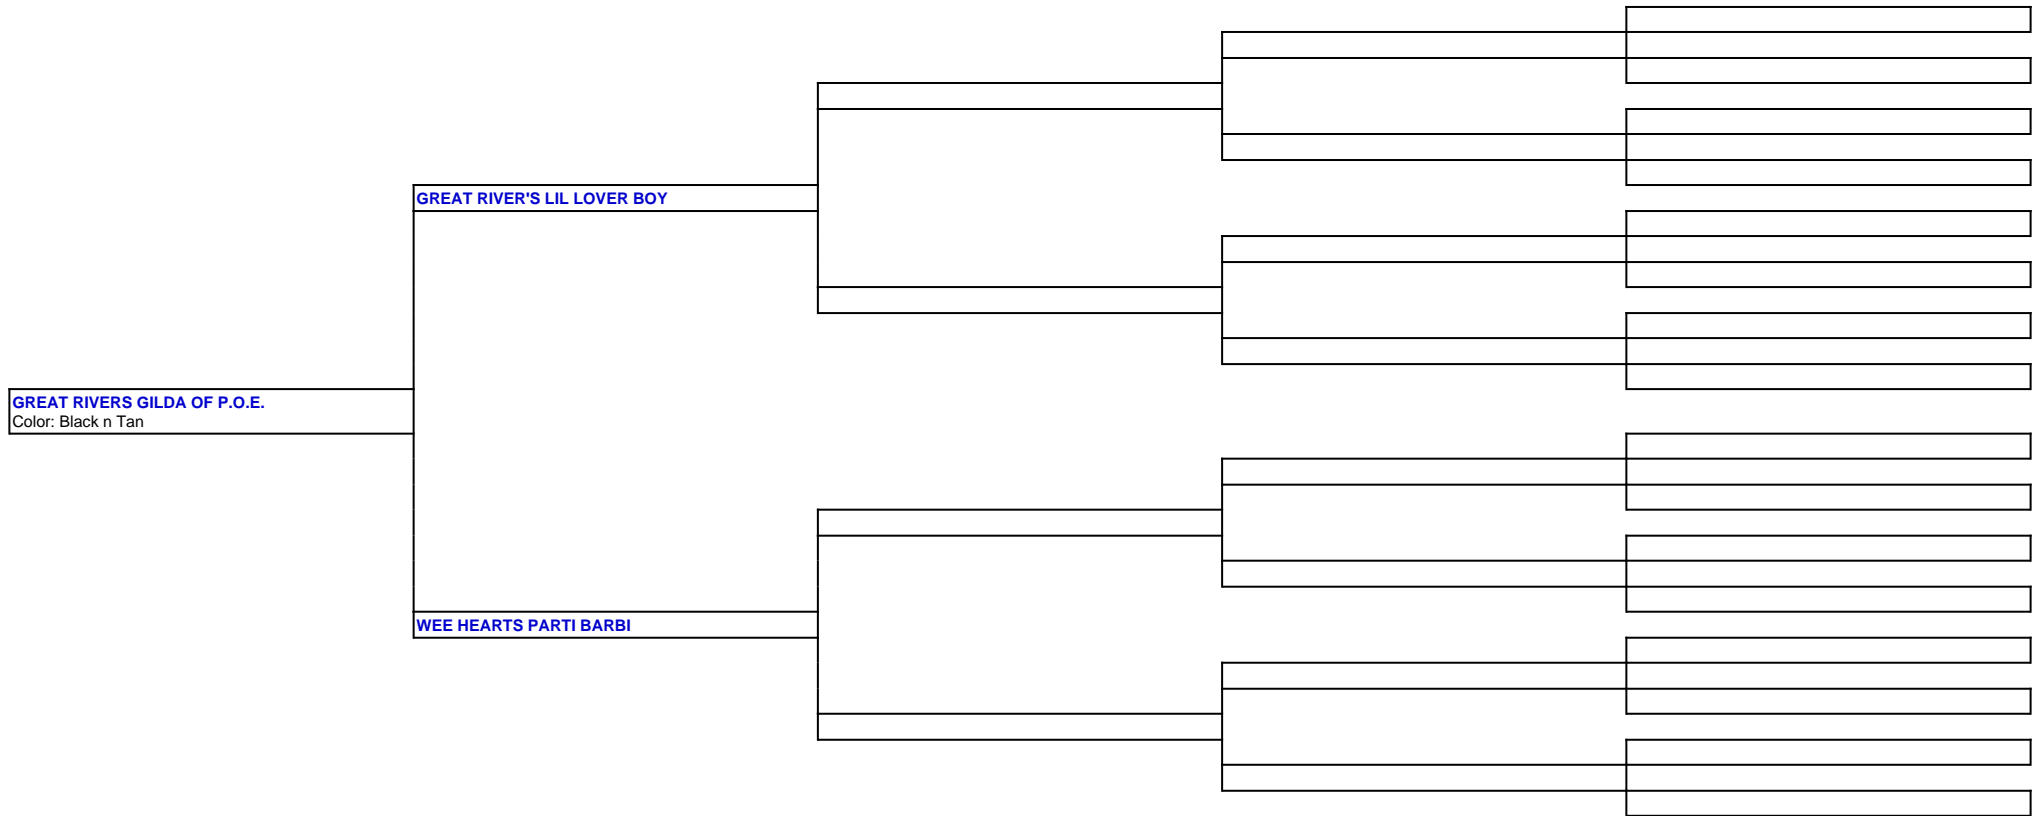 GREAT RIVER'S LIL LOVER BOY
GREAT RIVERS GILDA OF P.O.E.
Color: Black n Tan
WEE HEARTS PARTI BARBI